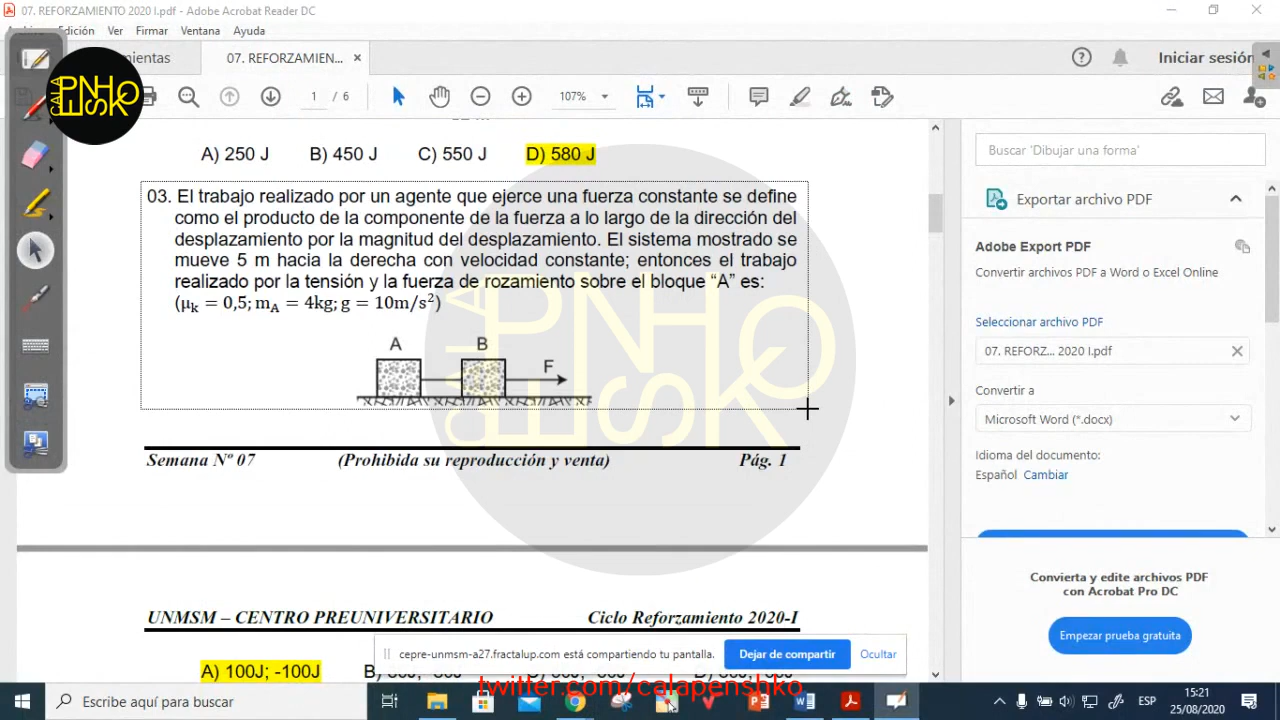 07. REFORZAMIENTO 2020 I.pdf - Adobe Acrobat Reader DC
Edición Ver Firmar Ventana Ayuda
07. REFORZAMIEN... ×
Iniciar sesión
1 / 6
107%
A) 250 J B) 450 J C) 550 J D) 580 J
03. El trabajo realizado por un agente que ejerce una fuerza constante se define
como el producto de la componente de la fuerza a lo largo de la dirección del
desplazamiento por la magnitud del desplazamiento. El sistema mostrado se
mueve 5 m hacia la derecha con velocidad constante; entonces el trabajo
realizado por la tensión y la fuerza de rozamiento sobre el bloque “A” es:
(μk = 0,5; mA = 4kg; g = 10m/s²)
A B
F
Semana Nº 07 (Prohibida su reproducción y venta) Pág. 1
UNMSM – CENTRO PREUNIVERSITARIO Ciclo Reforzamiento 2020-I
A) 100J; -100J
CALA PENSHKO
CALA PENSHKO
Buscar 'Dibujar una forma'
Exportar archivo PDF
Adobe Export PDF
Convertir archivos PDF a Word o Excel Online
Seleccionar archivo PDF
07. REFORZ... 2020 I.pdf
Convertir a
Microsoft Word (*.docx)
Idioma del documento:
Español Cambiar
Convierta y edite archivos PDF
con Acrobat Pro DC
Empezar prueba gratuita
cepre-unmsm-a27.fractalup.com está compartiendo tu pantalla. Dejar de compartir Ocultar
twitter.com/calapenshko
Escribe aquí para buscar
ESP
15:21
25/08/2020